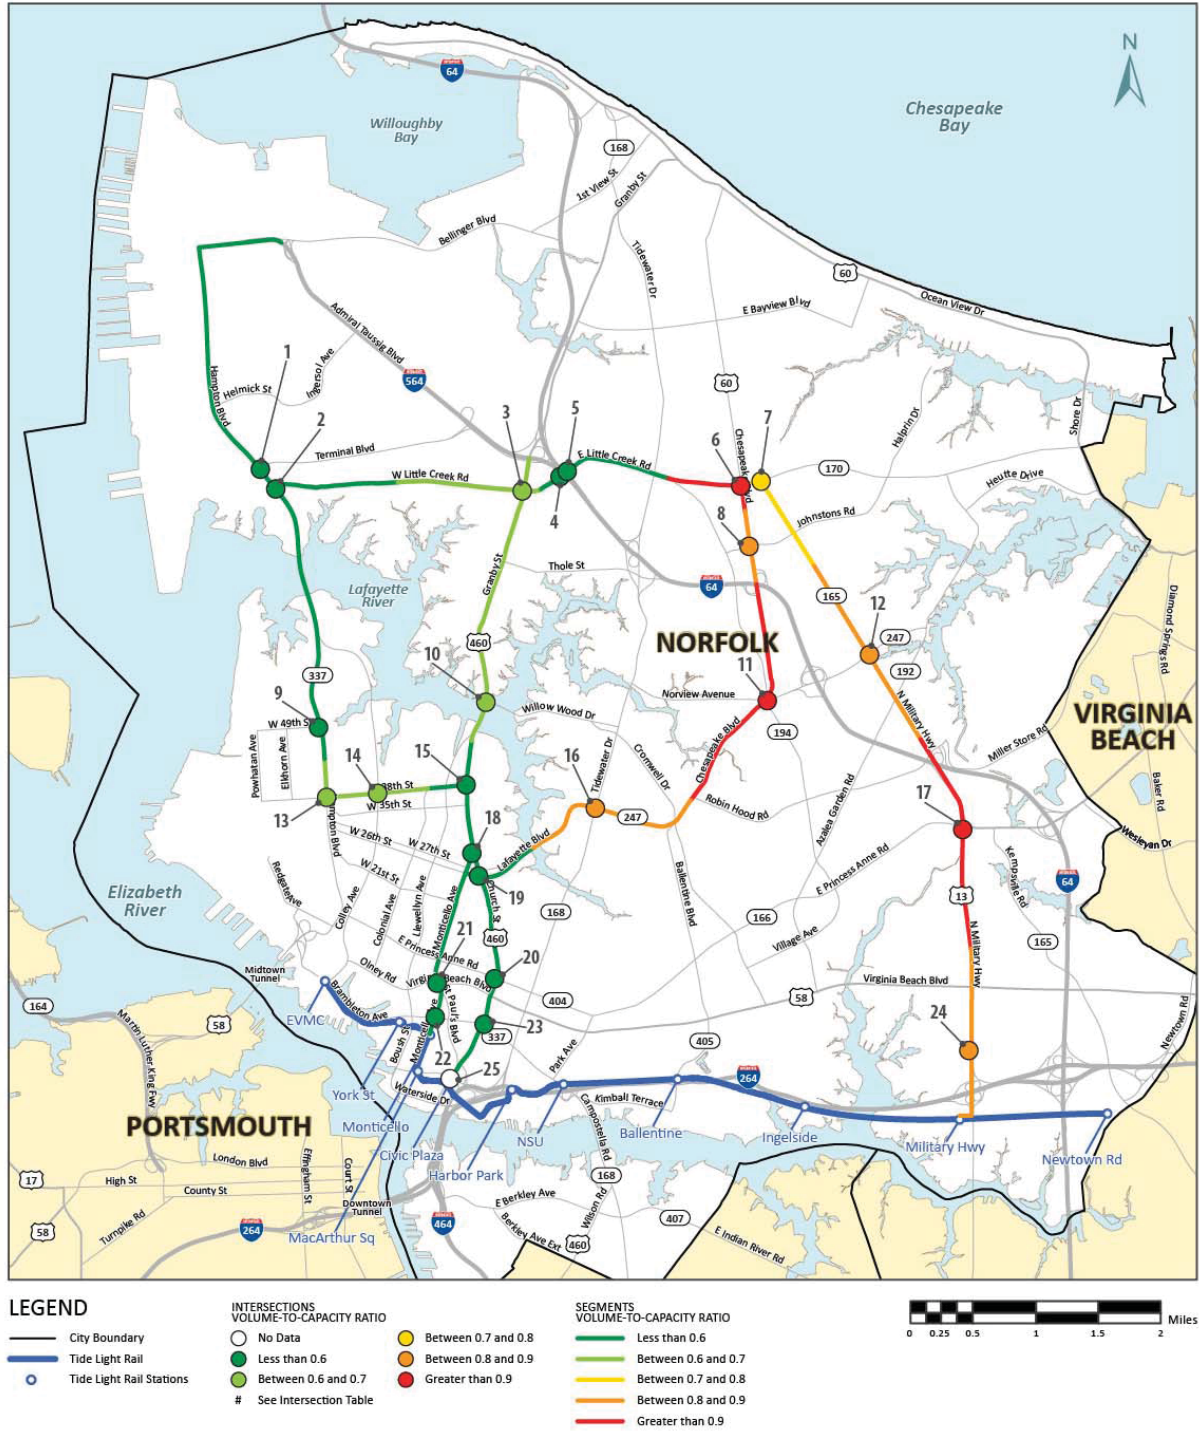 N
64
Willoughby
Bay
Chesapeake
Bay
168
1st View St
Granby St
Bellinger Blvd
Tidewater Dr
60
Ocean View Dr
E Bayview Blvd
Admiral Taussig Blvd
Ingersol Ave
1
Helmick St
Hampton Blvd
564
60
Shore Dr
Halprin Dr
2
3
5
7
6
Terminal Blvd
W Little Creek Rd
E Little Creek Rd
170
Heutte Drive
4
8
Johnstons Rd
Granby St
Thole St
64
165
Lafayette
River
12
Diamond Springs Rd
247
NORFOLK
460
10
11
192
337
Norview Avenue
9
W 49th St
Willow Wood Dr
194
N Military Hwy
VIRGINIA
BEACH
Miller Store Rd
Powhatan Ave
Elkhorn Ave
14
15
16
Tidewater Dr
Cromwell Dr
Chesapeake Blvd
Baker Rd
38th St
W 35th St
13
247
Robin Hood Rd
Azalea Garden Rd
17
W 26th St
W 27th St
18
Lafayette Blvd
Wesleyan Dr
W 21st St
Redgate Ave
Colley Ave
Colonial Ave
Llewellyn Ave
Monticello Ave
Church St
19
Ballentine Blvd
E Princess Anne Rd
Kempsville Rd
64
13
Elizabeth
River
168
166
21
460
165
Village Ave
N Military Hwy
E Princess Anne Rd
Olney Rd
20
Midtown
Tunnel
Virginia Beach Blvd
404
58
Brambleton Ave
St Paul's Blvd
164
58
EVMC
Martin Luther King Fwy
Boush St
23
337
24
Newtown Rd
22
25
Park Ave
405
264
York St
Waterside Dr
Kimball Terrace
PORTSMOUTH
Monticello
NSU
Campostella Rd
Ballentine
Ingelside
Military Hwy
Newtown Rd
Civic Plaza
Harbor Park
London Blvd
Effingham St
Court St
17
High St
County St
168
E Berkley Ave
Wilson Rd
Downtown
Tunnel
58
Turnpike Rd
264
MacArthur Sq
464
Berkley Ave Ext
460
407
E Indian River Rd
LEGEND
City Boundary
Tide Light Rail
Tide Light Rail Stations
INTERSECTIONS
VOLUME-TO-CAPACITY RATIO
No Data
Less than 0.6
Between 0.6 and 0.7
# See Intersection Table
Between 0.7 and 0.8
Between 0.8 and 0.9
Greater than 0.9
SEGMENTS
VOLUME-TO-CAPACITY RATIO
Less than 0.6
Between 0.6 and 0.7
Between 0.7 and 0.8
Between 0.8 and 0.9
Greater than 0.9
0 0.25 0.5 1 1.5 2 Miles